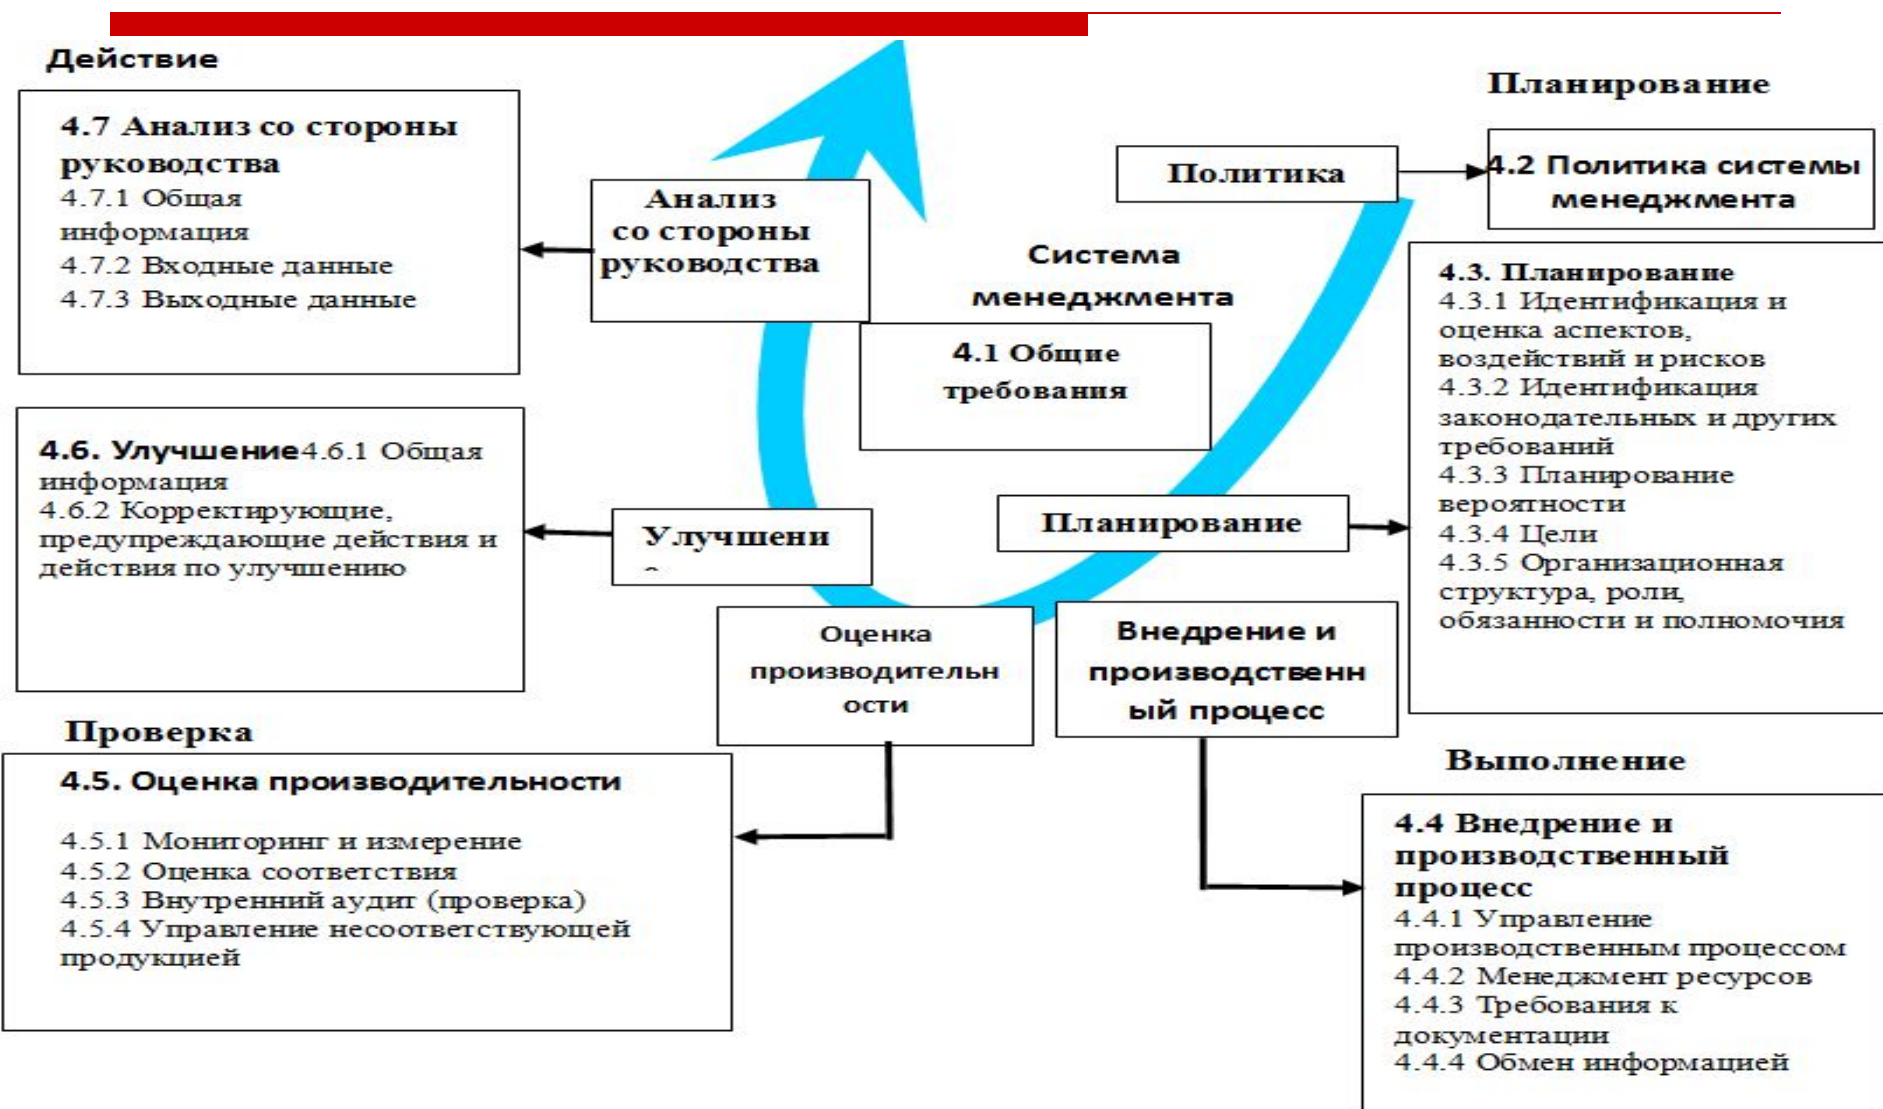 Действие
4.7 Анализ со стороны
руководства
4.7.1 Общая
информация
4.7.2 Входные данные
4.7.3 Выходные данные
Анализ
со стороны
руководства
Планирование
Политика
4.2 Политика системы
менеджмента
Система
менеджмента
4.1 Общие
требования
4.3. Планирование
4.3.1 Идентификация и
оценка аспектов,
воздействий и рисков
4.3.2 Идентификация
законодательных и других
требований
4.3.3 Планирование
вероятности
4.3.4 Цели
4.3.5 Организационная
структура, роли,
обязанности и полномочия
4.6. Улучшение4.6.1 Общая
информация
4.6.2 Корректирующие,
предупреждающие действия и
действия по улучшению
Улучшени
Планирование
Оценка
производительн
ости
Внедрение и
производственн
ый процесс
Проверка
4.5. Оценка производительности
4.5.1 Мониторинг и измерение
4.5.2 Оценка соответствия
4.5.3 Внутренний аудит (проверка)
4.5.4 Управление несоответствующей
продукцией
Выполнение
4.4 Внедрение и
производственный
процесс
4.4.1 Управление
производственным процессом
4.4.2 Менеджмент ресурсов
4.4.3 Требования к
документации
4.4.4 Обмен информацией